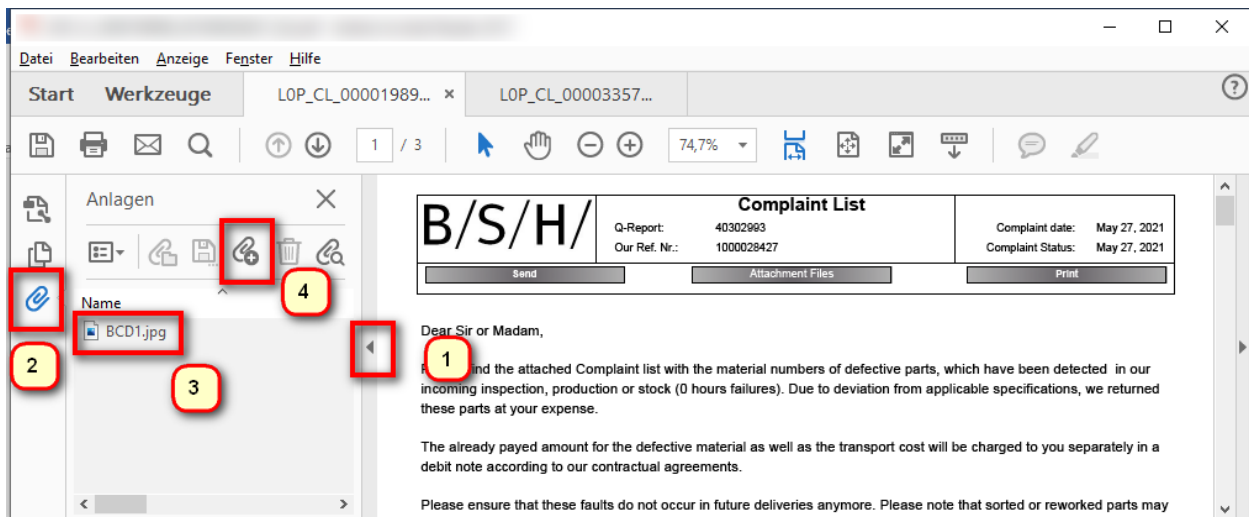 Datei Bearbeiten Anzeige Fenster Hilfe
Start Werkzeuge L0P_CL_00001989... × L0P_CL_00003357...
1 / 3 74,7%
Anlagen
Name
BCD1.jpg
1
2
3
4
B/S/H/
Complaint List
Q-Report: 40302993
Our Ref. Nr.: 1000028427
Complaint date: May 27, 2021
Complaint Status: May 27, 2021
Send Attachment Files Print
Dear Sir or Madam,
ind the attached Complaint list with the material numbers of defective parts, which have been detected in our
incoming inspection, production or stock (0 hours failures). Due to deviation from applicable specifications, we returned
these parts at your expense.
The already payed amount for the defective material as well as the transport cost will be charged to you separately in a
debit note according to our contractual agreements.
Please ensure that these faults do not occur in future deliveries anymore. Please note that sorted or reworked parts may